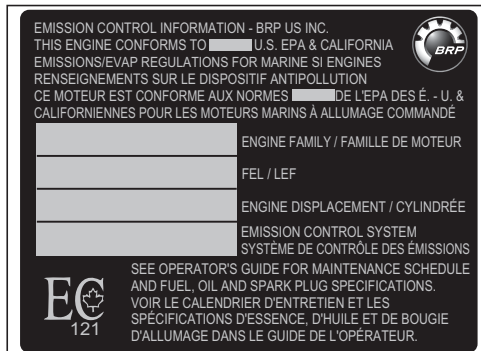 EMISSION CONTROL INFORMATION - BRP US INC.
THIS ENGINE CONFORMS TO U.S. EPA & CALIFORNIA
EMISSIONS/EVAP REGULATIONS FOR MARINE SI ENGINES
RENSEIGNEMENTS SUR LE DISPOSITIF ANTIPOLLUTION
CE MOTEUR EST CONFORME AUX NORMES DE L'EPA DES É. - U. &
CALIFORNIENNES POUR LES MOTEURS MARINS À ALLUMAGE COMMANDÉ
BRP
ENGINE FAMILY / FAMILLE DE MOTEUR
FEL / LEF
ENGINE DISPLACEMENT / CYLINDRÉE
EMISSION CONTROL SYSTEM
SYSTÈME DE CONTRÔLE DES ÉMISSIONS
EC
121
SEE OPERATOR'S GUIDE FOR MAINTENANCE SCHEDULE
AND FUEL, OIL AND SPARK PLUG SPECIFICATIONS.
VOIR LE CALENDRIER D'ENTRETIEN ET LES
SPÉCIFICATIONS D'ESSENCE, D'HUILE ET DE BOUGIE
D'ALLUMAGE DANS LE GUIDE DE L'OPÉRATEUR.